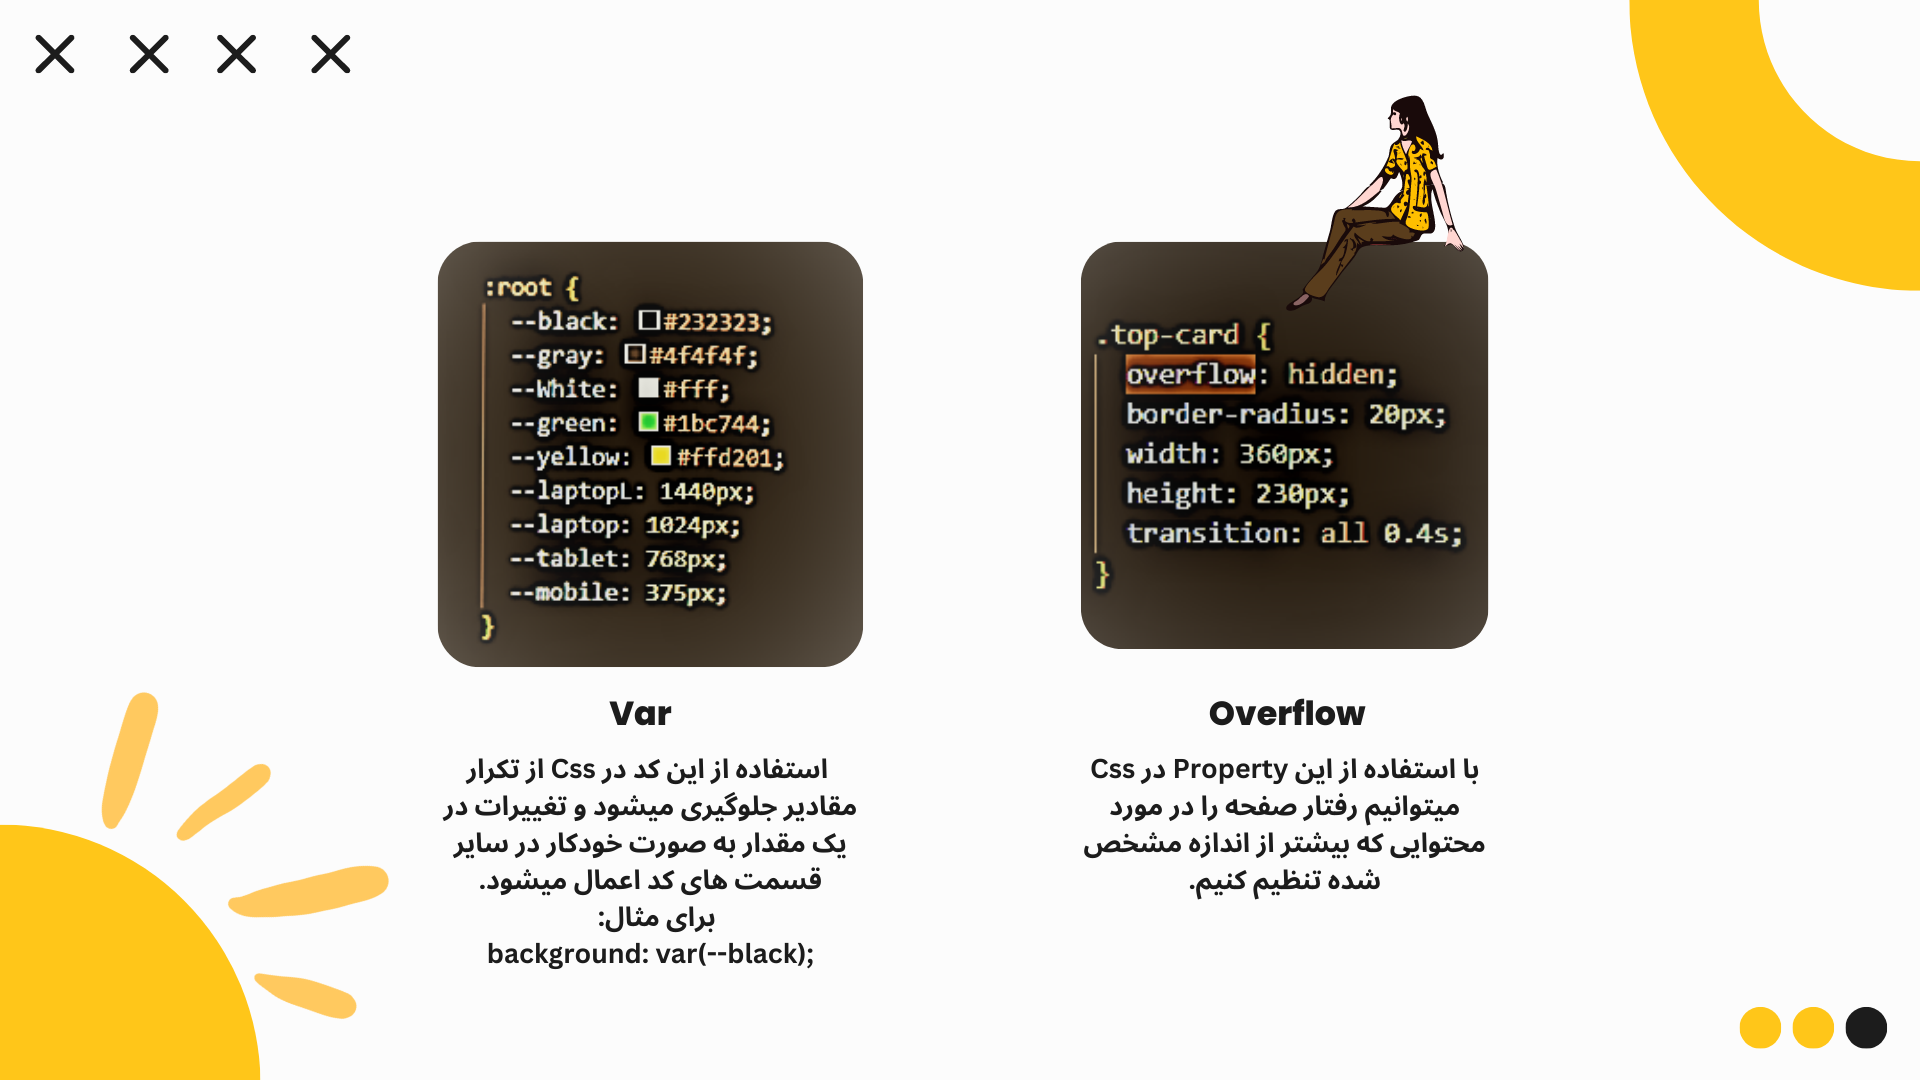 :root {
--black: #232323;
--gray: #4f4f4f;
--White: #fff;
--green: #1bc744;
--yellow: #ffd201;
--laptopL: 1440px;
--laptop: 1024px;
--tablet: 768px;
--mobile: 375px;
}
Var
استفاده از این کد در Css از تکرار
مقادیر جلوگیری میشود و تغییرات در
یک مقدار به صورت خودکار در سایر
قسمت های کد اعمال میشود.
برای مثال:
background: var(--black);
.top-card {
overflow: hidden;
border-radius: 20px;
width: 360px;
height: 230px;
transition: all 0.4s;
}
Overflow
با استفاده از این Property در Css
میتوانیم رفتار صفحه را در مورد
محتوایی که بیشتر از اندازه مشخص
شده تنظیم کنیم.